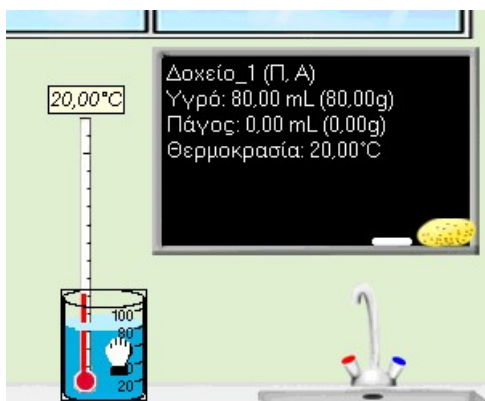 20,00°C
Δοχείο_1 (Π, Α)
Υγρό: 80,00 mL (80,00g)
Πάγος: 0,00 mL (0,00g)
Θερμοκρασία: 20,00°C
100
80
20